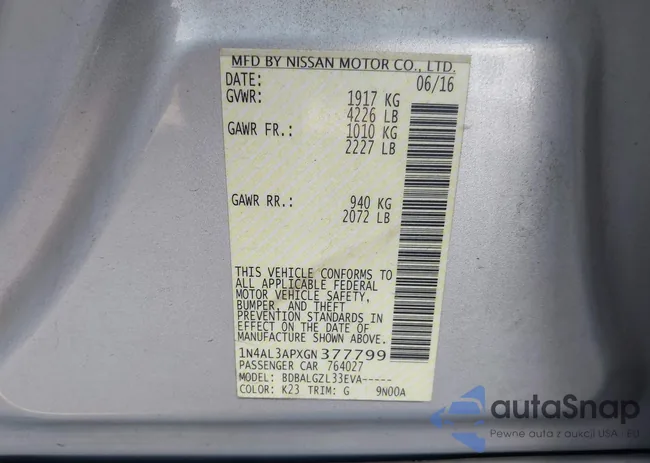 MFD BY NISSAN MOTOR CO., LTD.
DATE: 06/16
GVWR: 1917 KG
4226 LB
GAWR FR.: 1010 KG
2227 LB
GAWR RR.: 940 KG
2072 LB
THIS VEHICLE CONFORMS TO
ALL APPLICABLE FEDERAL
MOTOR VEHICLE SAFETY,
BUMPER, AND THEFT
PREVENTION STANDARDS IN
EFFECT ON THE DATE OF
MANUFACTURE SHOWN ABOVE.
1N4AL3APXGN377799
PASSENGER CAR 764027
MODEL: BDBALGZL33EVA-----
COLOR: K23 TRIM: G 9N00A
autaSnap
Pewne auta z aukcji USA - EU